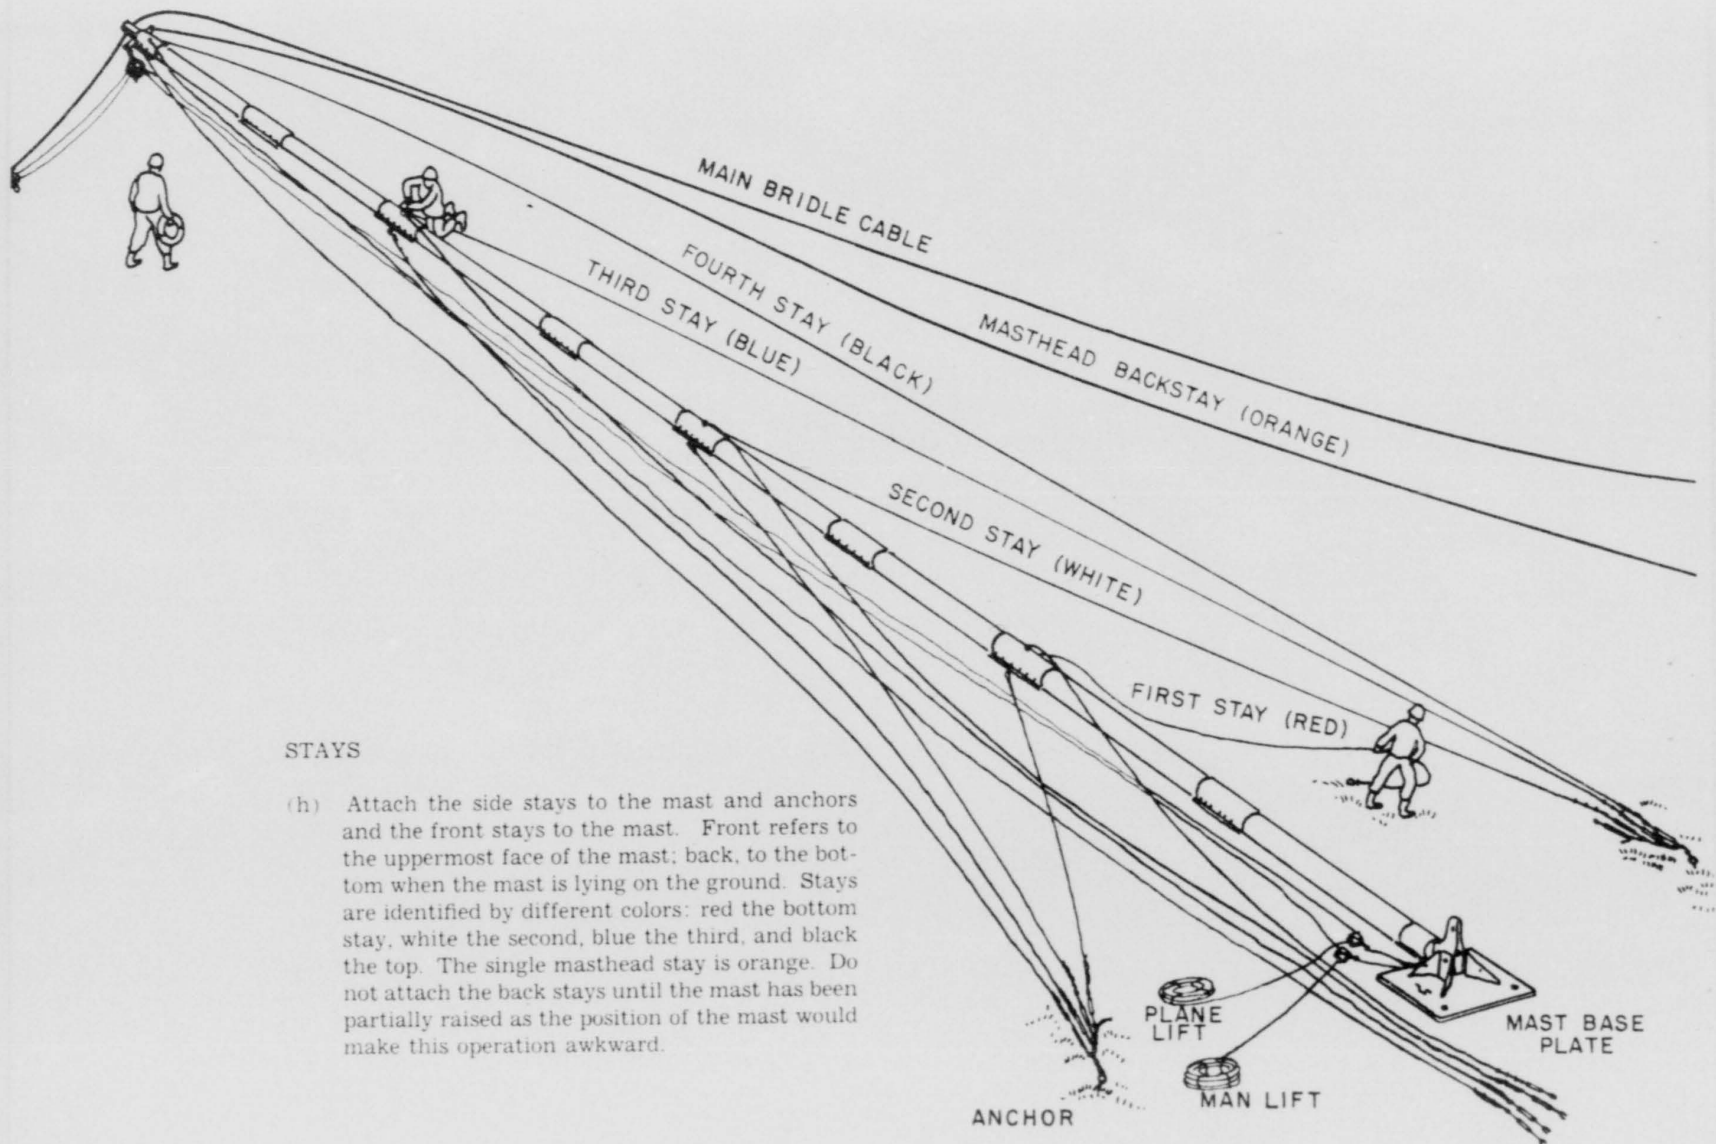 MAIN BRIDLE CABLE
FOURTH STAY (BLACK)
THIRD STAY (BLUE)
MASTHEAD BACKSTAY (ORANGE)
SECOND STAY (WHITE)
FIRST STAY (RED)
STAYS
(h) Attach the side stays to the mast and anchors
and the front stays to the mast. Front refers to
the uppermost face of the mast; back, to the bot-
tom when the mast is lying on the ground. Stays
are identified by different colors: red the bottom
stay, white the second, blue the third, and black
the top. The single masthead stay is orange. Do
not attach the back stays until the mast has been
partially raised as the position of the mast would
make this operation awkward.
PLANE
LIFT
MAST BASE
PLATE
MAN LIFT
ANCHOR